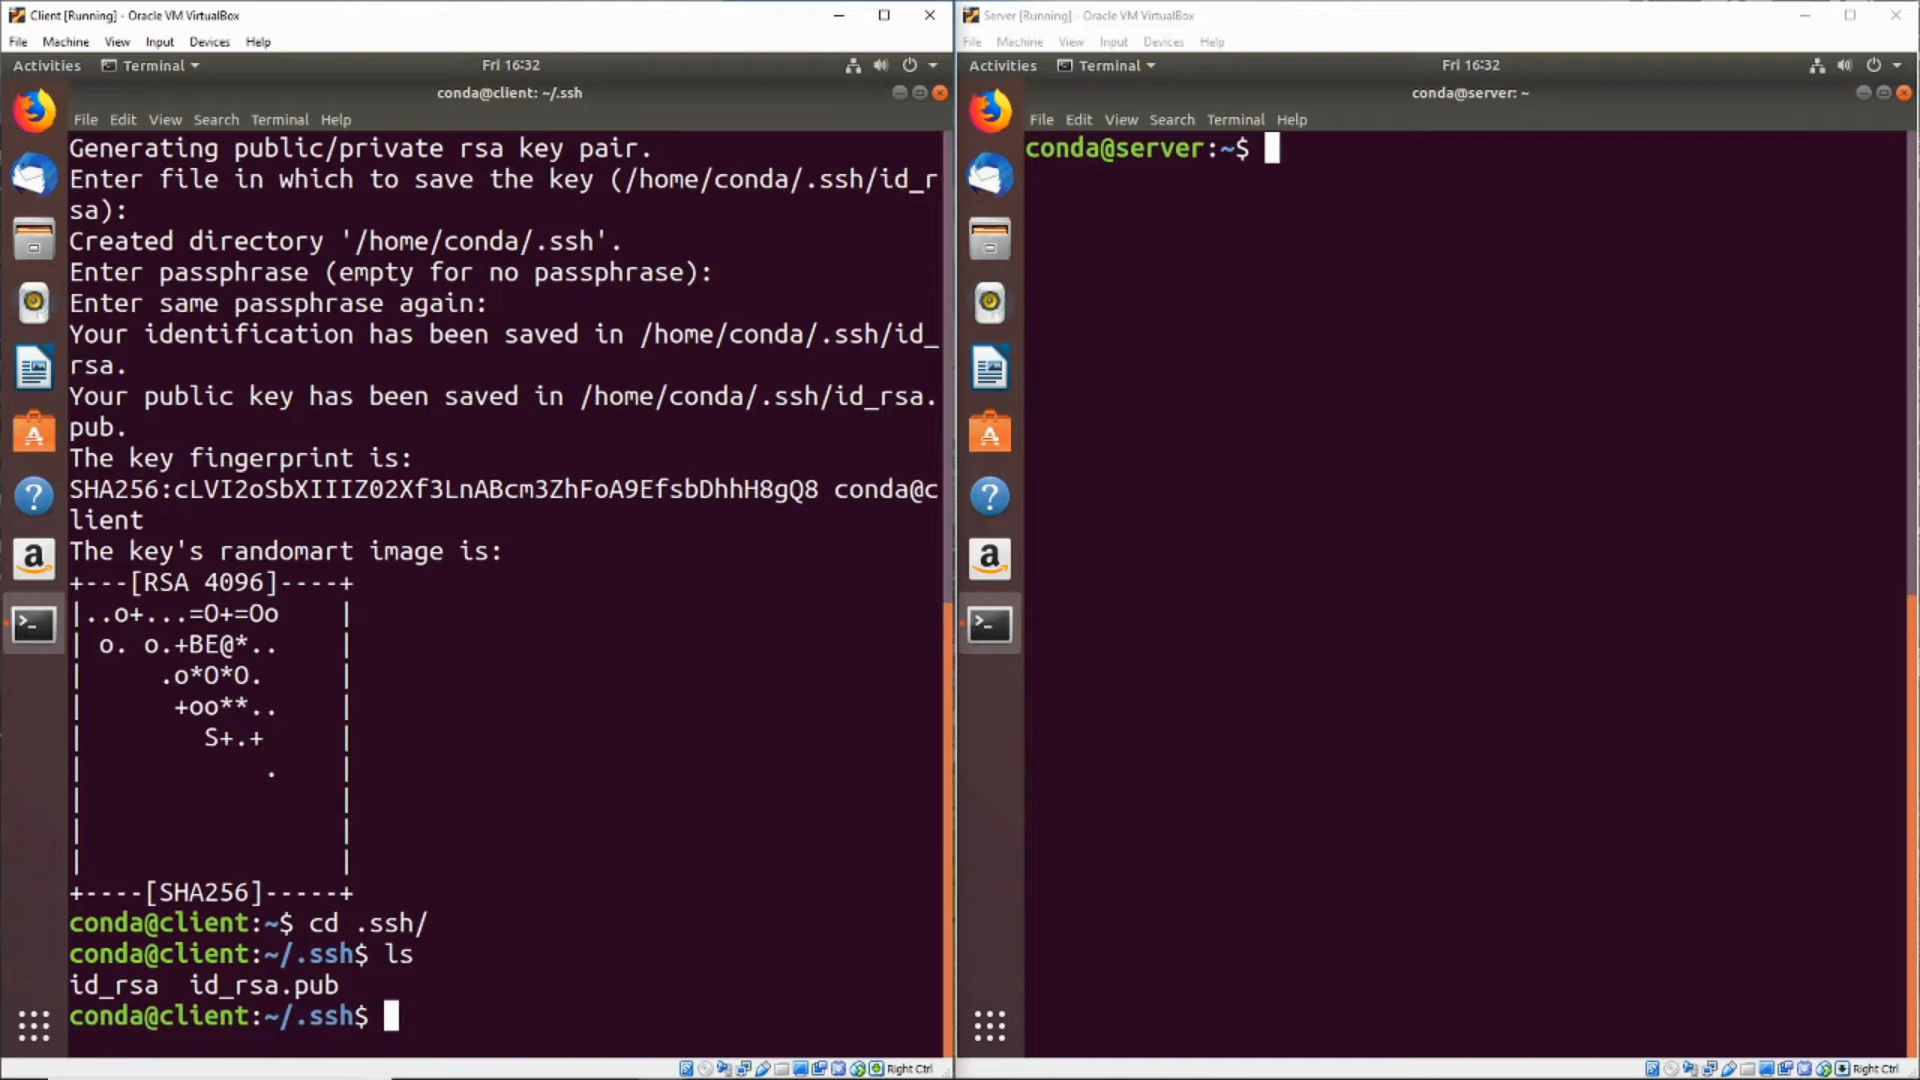 Client [Running] - Oracle VM VirtualBox
File Machine View Input Devices Help
Activities Terminal Fri 16:32
conda@client: ~/.ssh
File Edit View Search Terminal Help
Generating public/private rsa key pair.
Enter file in which to save the key (/home/conda/.ssh/id_r
sa):
Created directory '/home/conda/.ssh'.
Enter passphrase (empty for no passphrase):
Enter same passphrase again:
Your identification has been saved in /home/conda/.ssh/id_
rsa.
Your public key has been saved in /home/conda/.ssh/id_rsa.
pub.
The key fingerprint is:
SHA256:cLVI2oSbXIIIZ02Xf3LnABcm3ZhFoA9EfsbDhhH8gQ8 conda@c
lient
The key's randomart image is:
+---[RSA 4096]----+
|..o+...=O+=Oo    |
| o. o.+BE@*..    |
|     .o*O*O.     |
|      +oo**..    |
|        S+.+     |
|            .    |
|                 |
|                 |
|                 |
+----[SHA256]-----+
conda@client:~$ cd .ssh/
conda@client:~/.ssh$ ls
id_rsa  id_rsa.pub
conda@client:~/.ssh$
Right Ctrl
Server [Running] - Oracle VM VirtualBox
File Machine View Input Devices Help
Activities Terminal Fri 16:32
conda@server: ~
File Edit View Search Terminal Help
conda@server:~$
Right Ctrl